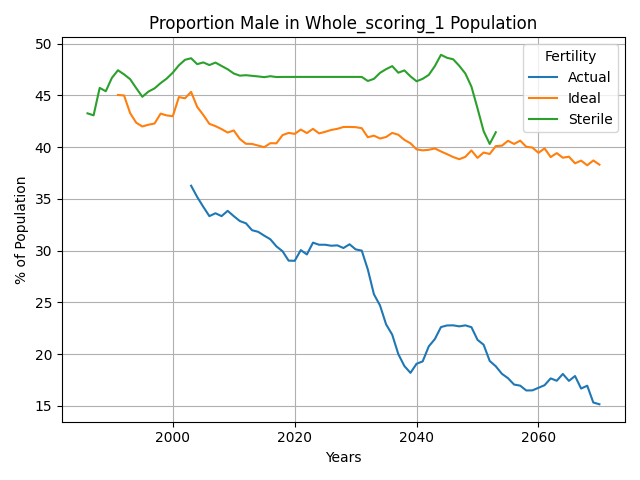 Proportion Male in Whole_scoring_1 Population
Fertility
Actual
Ideal
Sterile
% of Population
50
45
40
35
30
25
20
15
2000
2020
2040
2060
Years